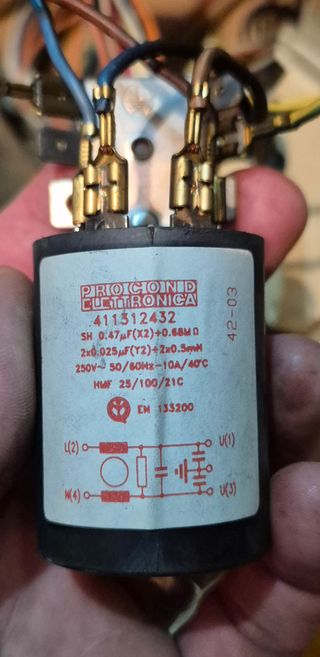 PROCOND
ELETTRONICA
411312432
SH 0.47µF(X2)+0.68MΩ
2x0.025µF(Y2)+2x0.5mH
250V~ 50/60Hz-10A/40°C
HMF 25/100/21C
EN 133200
42-03
L(2) U(1)
N(4) U(3)